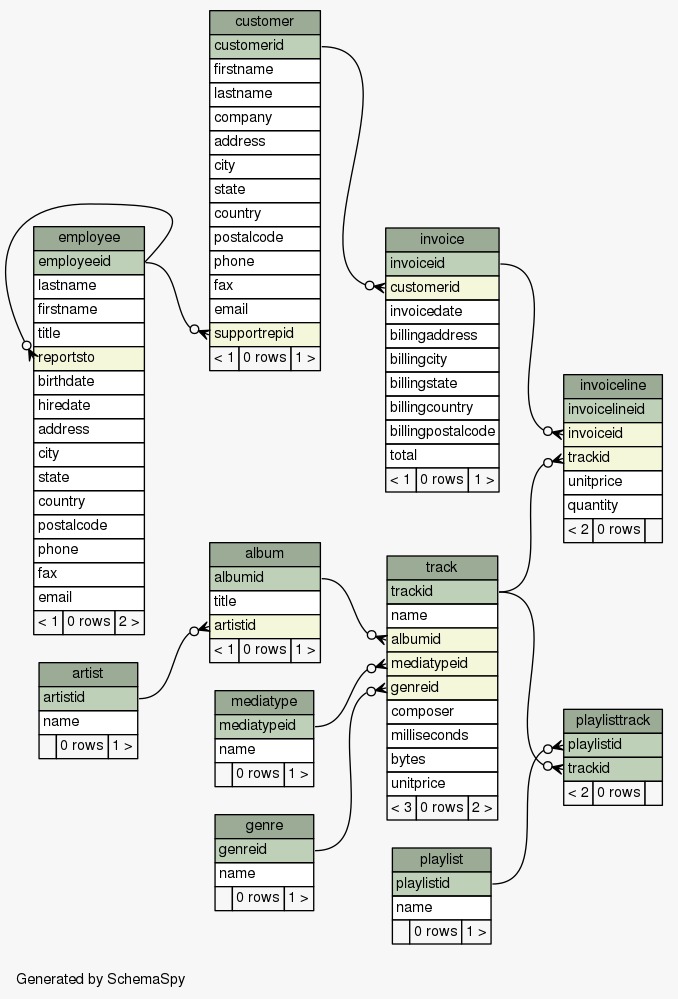 customer
customerid
firstname
lastname
company
address
city
state
country
postalcode
phone
fax
email
supportrepid
< 1 0 rows 1 >
employee
employeeid
lastname
firstname
title
reportsto
birthdate
hiredate
address
city
state
country
postalcode
phone
fax
email
< 1 0 rows 2 >
invoice
invoiceid
customerid
invoicedate
billingaddress
billingcity
billingstate
billingcountry
billingpostalcode
total
< 1 0 rows 1 >
invoiceline
invoicelineid
invoiceid
trackid
unitprice
quantity
< 2 0 rows
album
albumid
title
artistid
< 1 0 rows 1 >
track
trackid
name
albumid
mediatypeid
genreid
composer
milliseconds
bytes
unitprice
< 3 0 rows 2 >
artist
artistid
name
0 rows 1 >
mediatype
mediatypeid
name
0 rows 1 >
playlisttrack
playlistid
trackid
< 2 0 rows
genre
genreid
name
0 rows 1 >
playlist
playlistid
name
0 rows 1 >
Generated by SchemaSpy